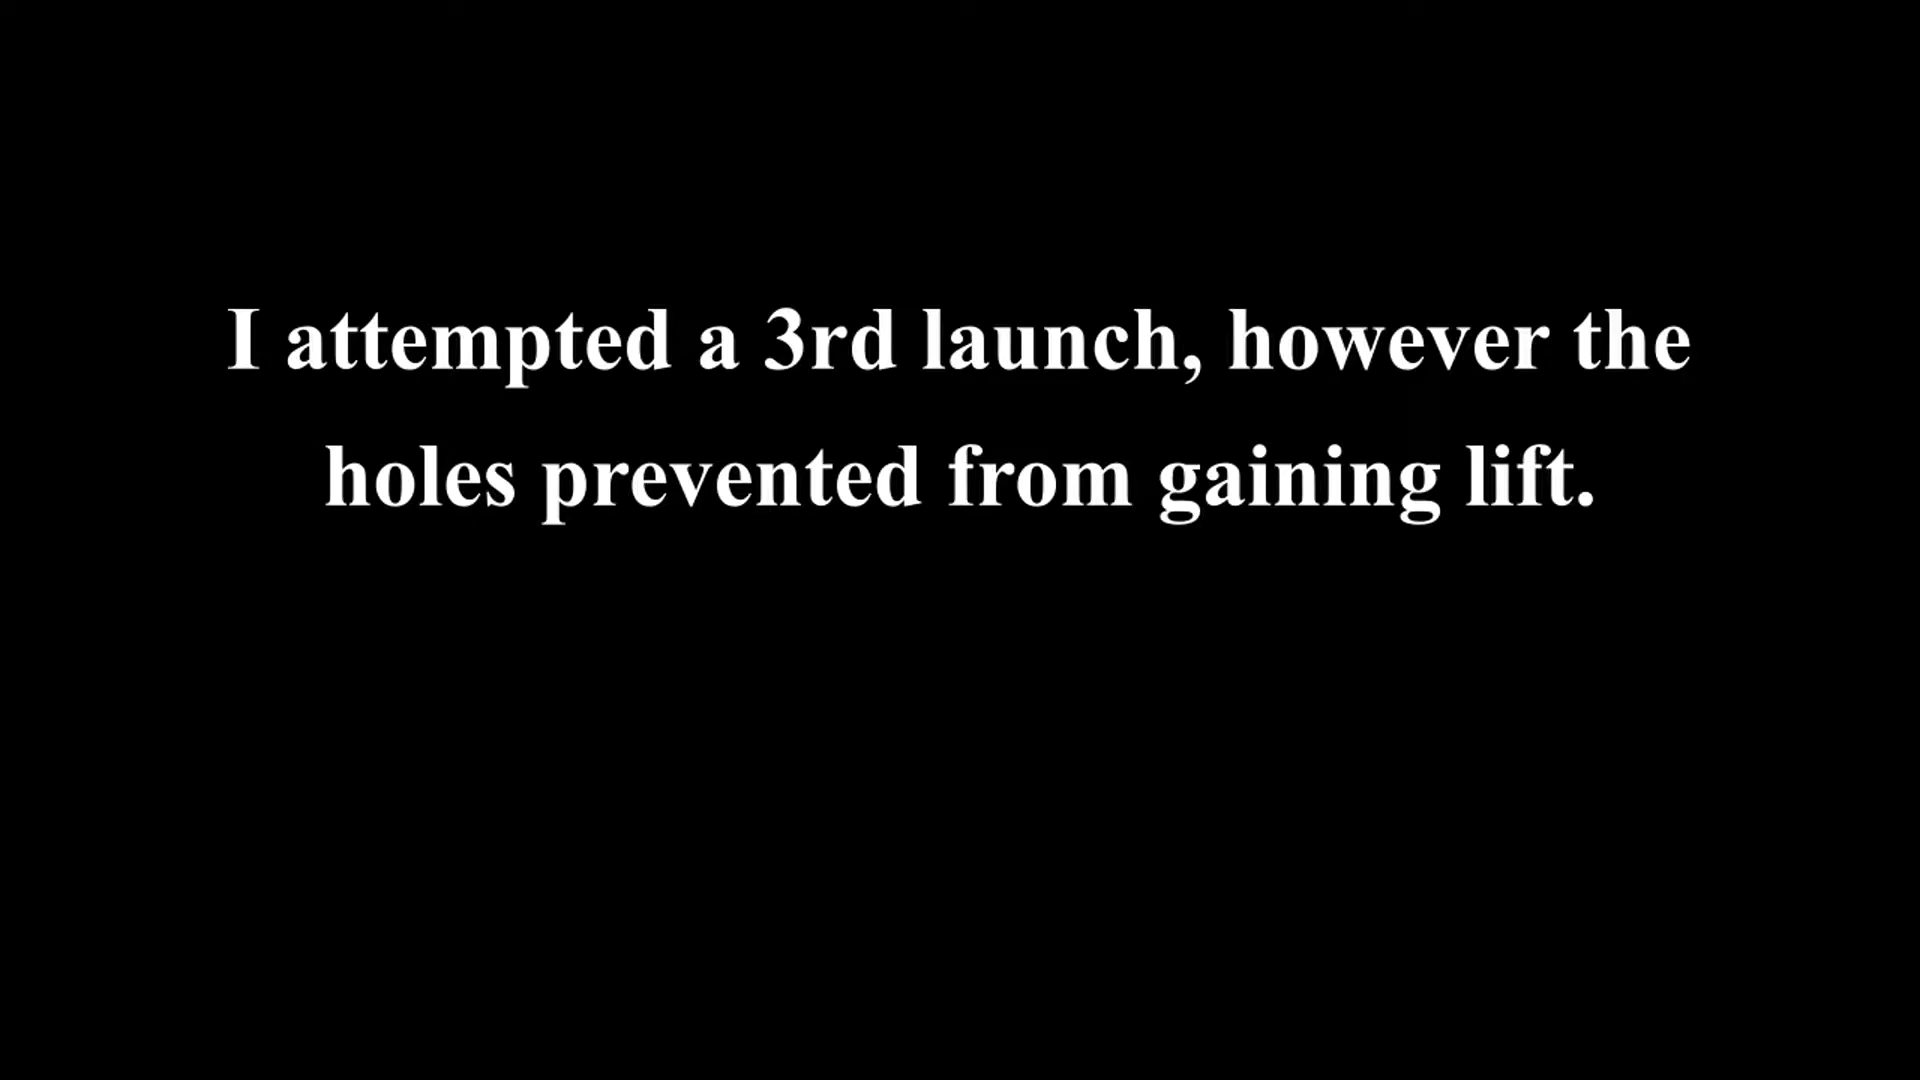 I attempted a 3rd launch, however the
holes prevented from gaining lift.